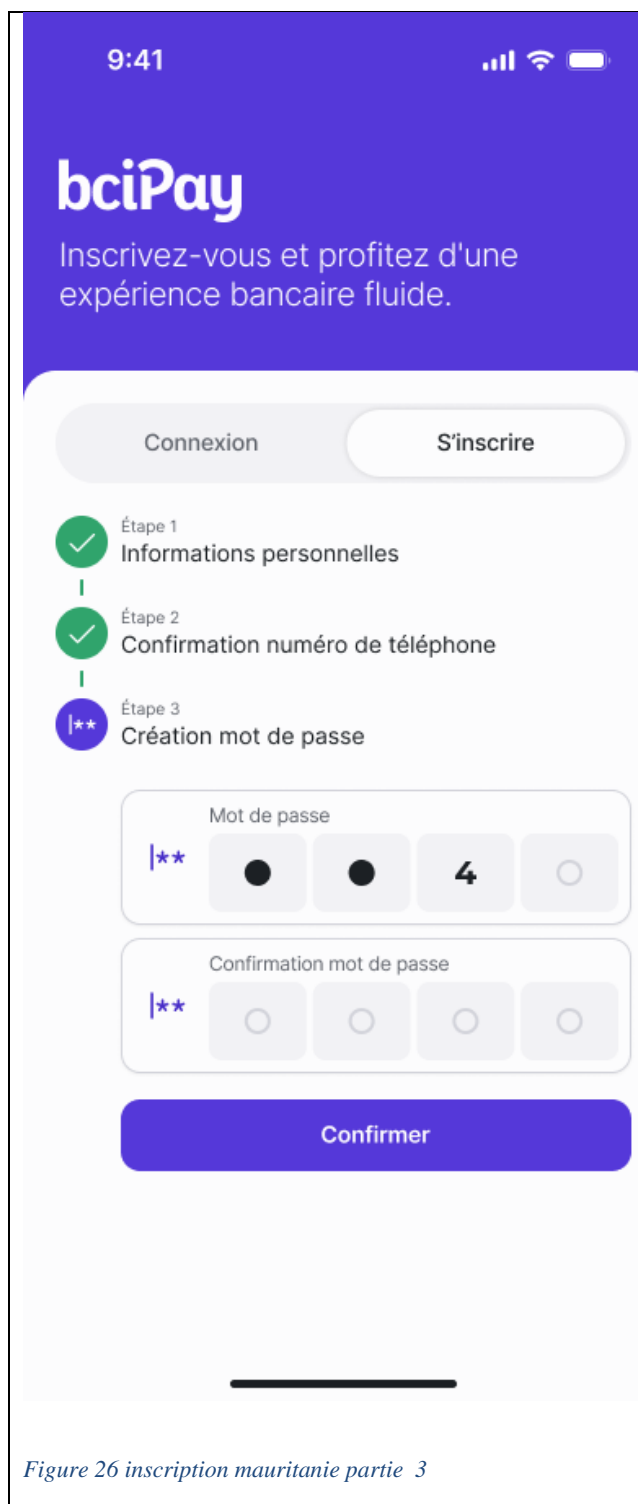 9:41
bciPay
Inscrivez-vous et profitez d'une
expérience bancaire fluide.
Connexion
S'inscrire
Étape 1
Informations personnelles
Étape 2
Confirmation numéro de téléphone
|**
Étape 3
Création mot de passe
Mot de passe
|**
4
Confirmation mot de passe
|**
Confirmer
Figure 26 inscription mauritanie partie 3